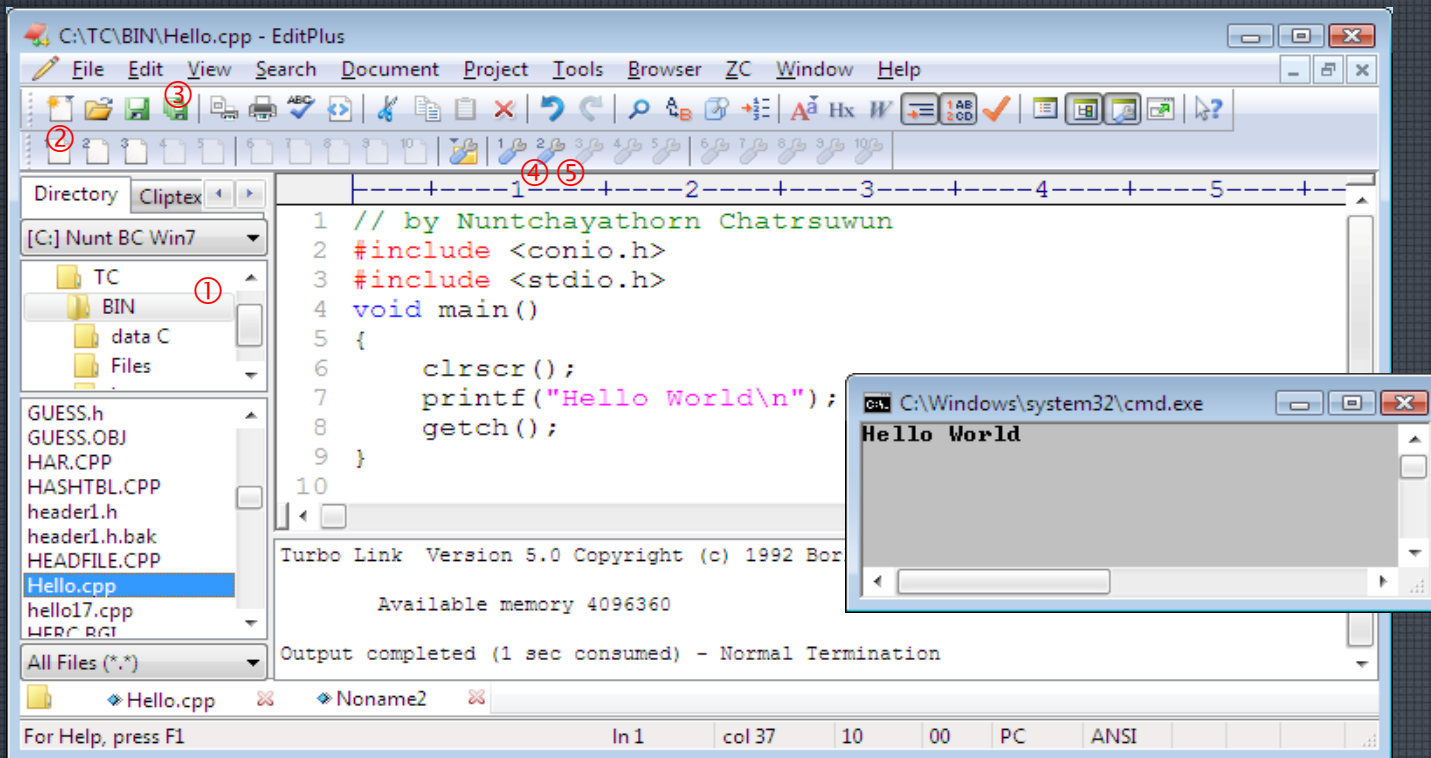 C:\TC\BIN\Hello.cpp - EditPlus
File Edit View Search Document Project Tools Browser ZC Window Help
③
②
④ ⑤
Directory Cliptex
[C:] Nunt BC Win7
TC
①
BIN
data C
Files
GUESS.h
GUESS.OBJ
HAR.CPP
HASHTBL.CPP
header1.h
header1.h.bak
HEADFILE.CPP
Hello.cpp
hello17.cpp
HERC.BGI
All Files (*.*)
├----+----1----+----2----+----3----+----4----+----5----+--
1 // by Nuntchayathorn Chatrsuwun
2 #include <conio.h>
3 #include <stdio.h>
4 void main()
5 {
6 clrscr();
7 printf("Hello World\n");
8 getch();
9 }
10
C:\Windows\system32\cmd.exe
Hello World
Turbo Link Version 5.0 Copyright (c) 1992 Bor
Available memory 4096360
Output completed (1 sec consumed) - Normal Termination
Hello.cpp Noname2
For Help, press F1 ln 1 col 37 10 00 PC ANSI